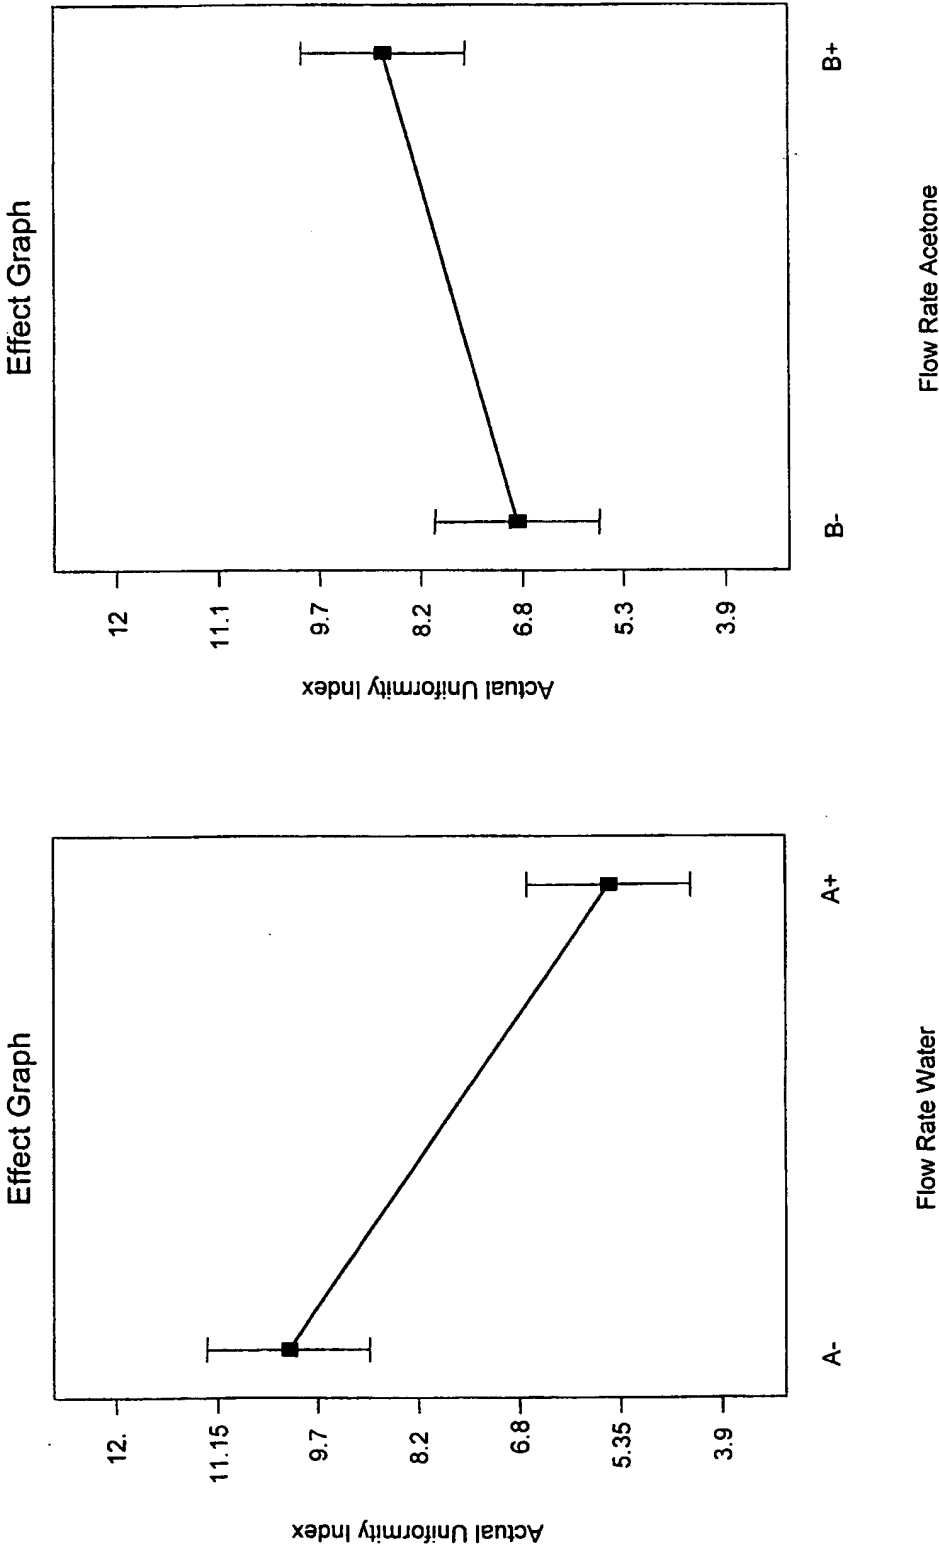 Effect Graph
Actual Uniformity Index
12
11.1
9.7
8.2
6.8
5.3
3.9
B-
B+
Flow Rate Acetone
Effect Graph
Actual Uniformity Index
12.
11.15
9.7
8.2
6.8
5.35
3.9
A-
A+
Flow Rate Water